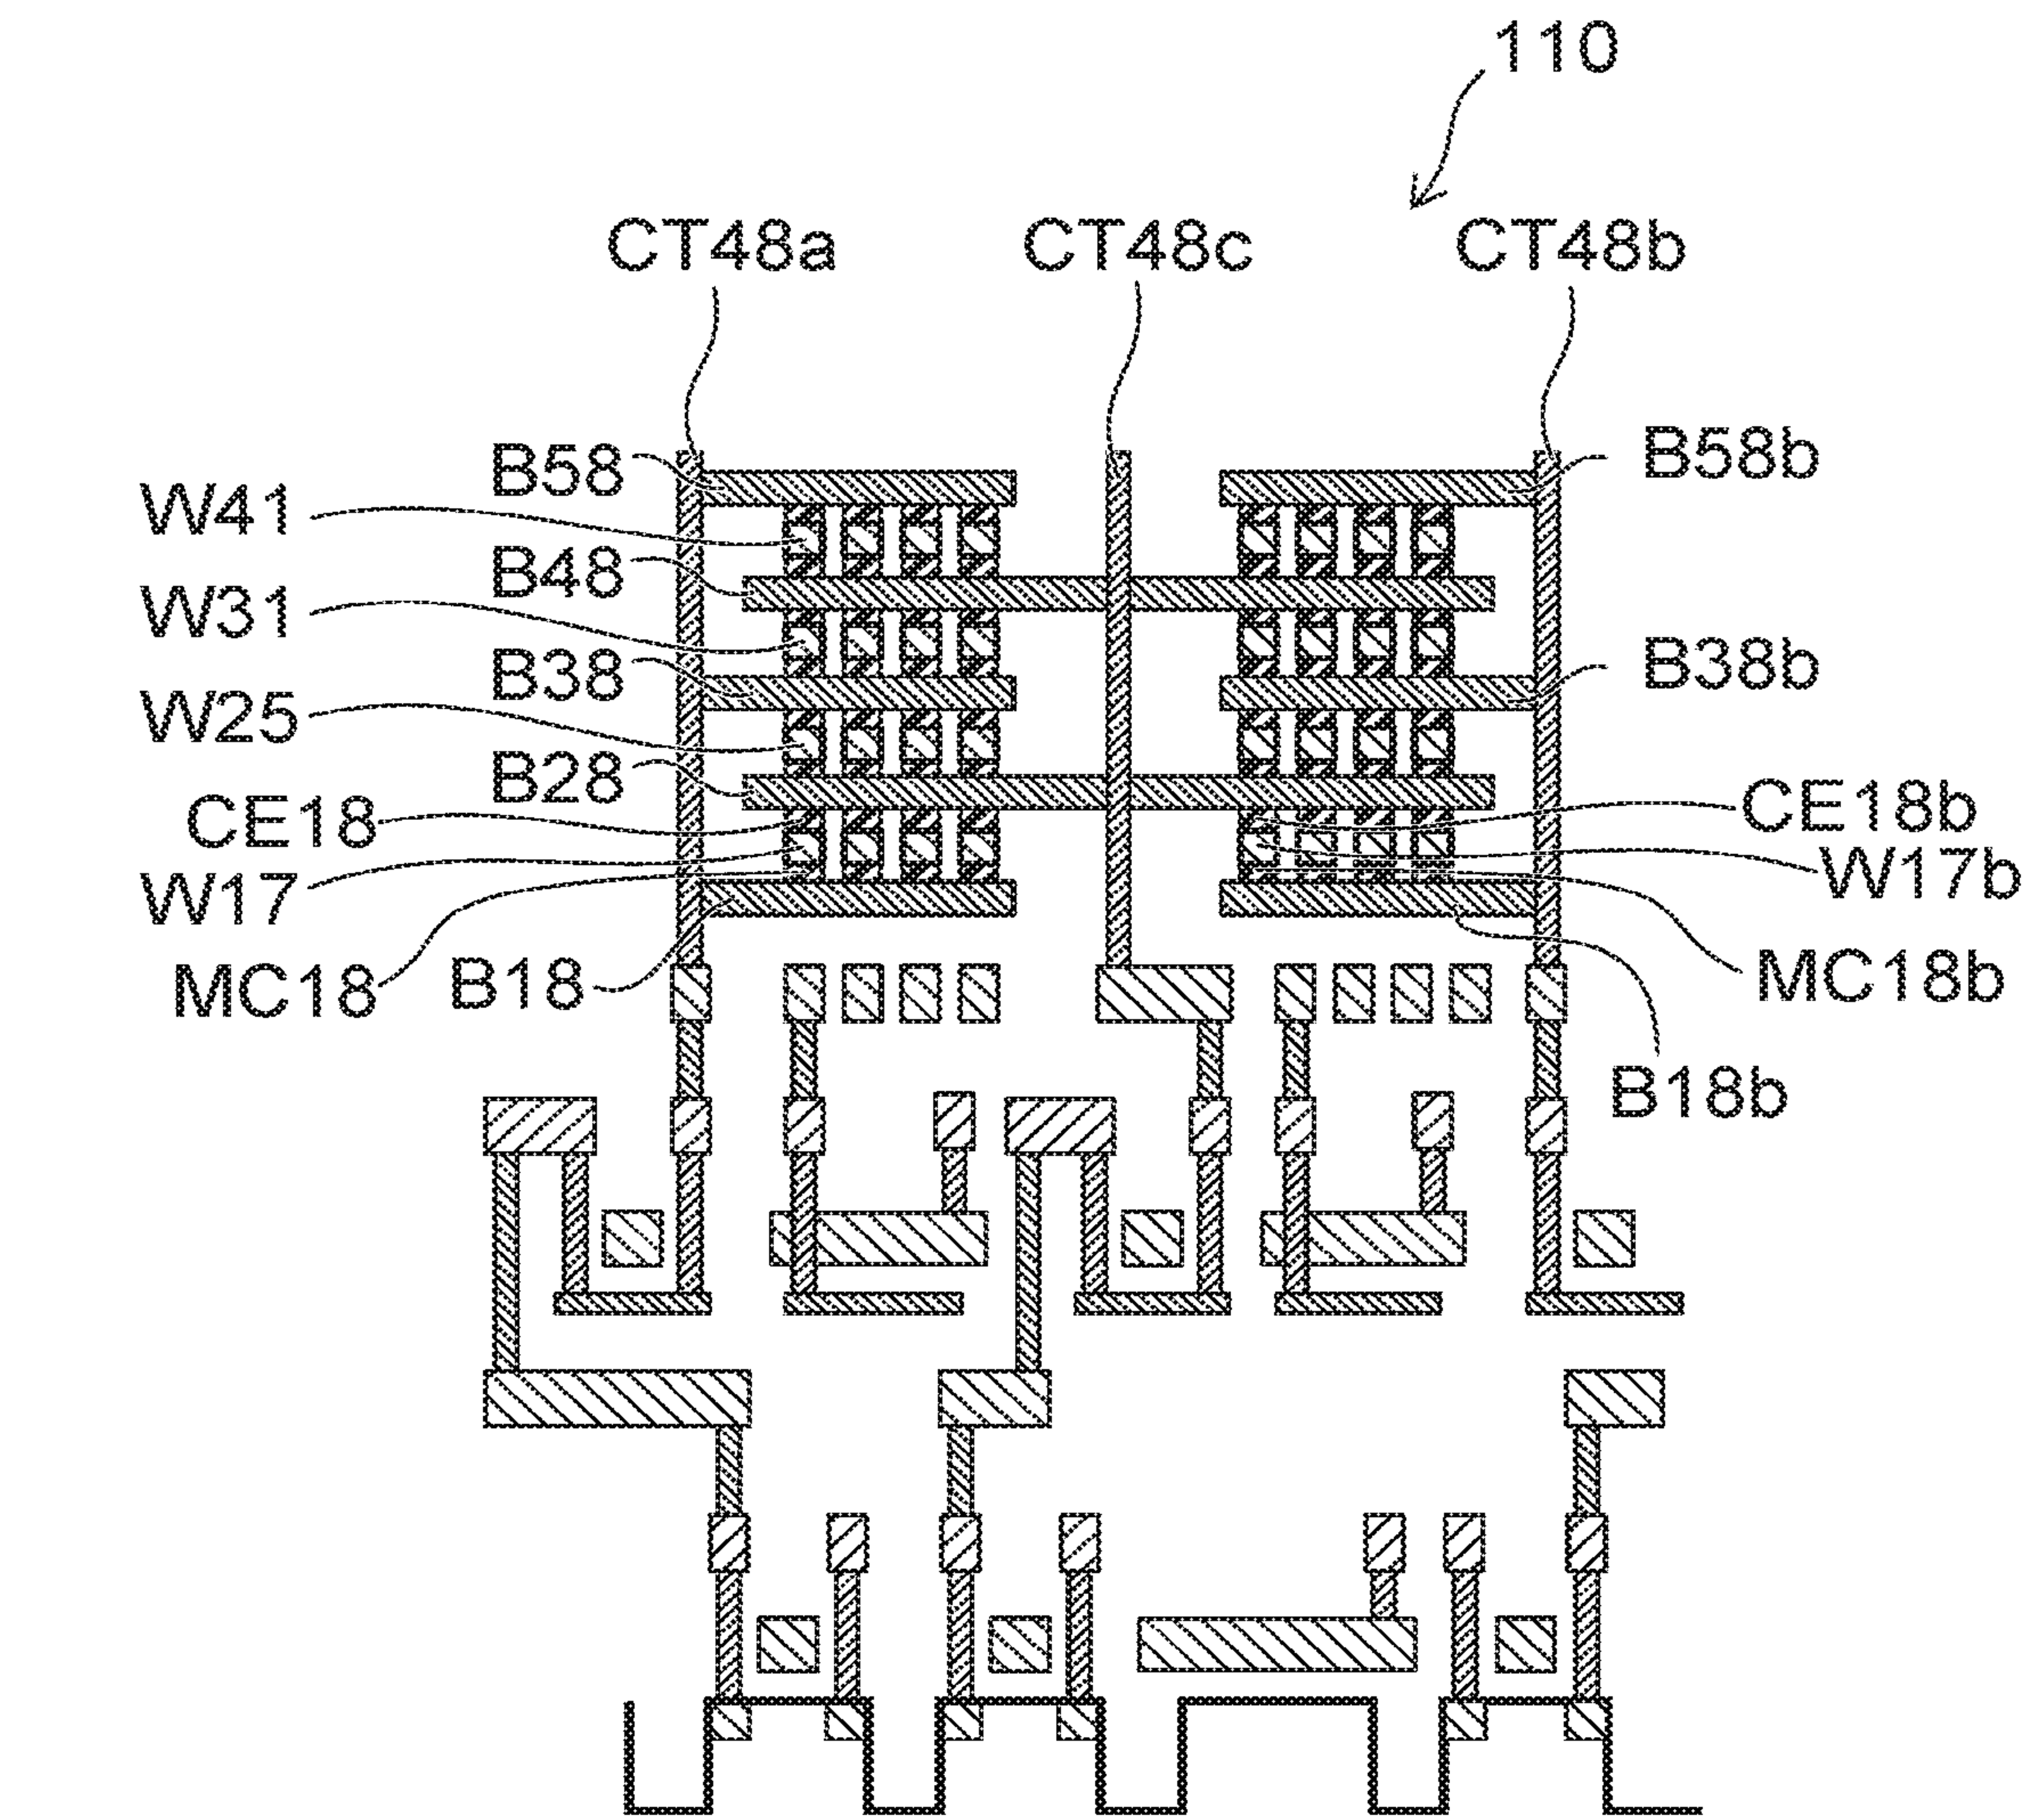 110
CT48a CT48c CT48b
B58 B58b
W41
B48
W31
B38 B38b
W25
B28
CE18 CE18b
W17 W17b
MC18 B18 MC18b
B18b